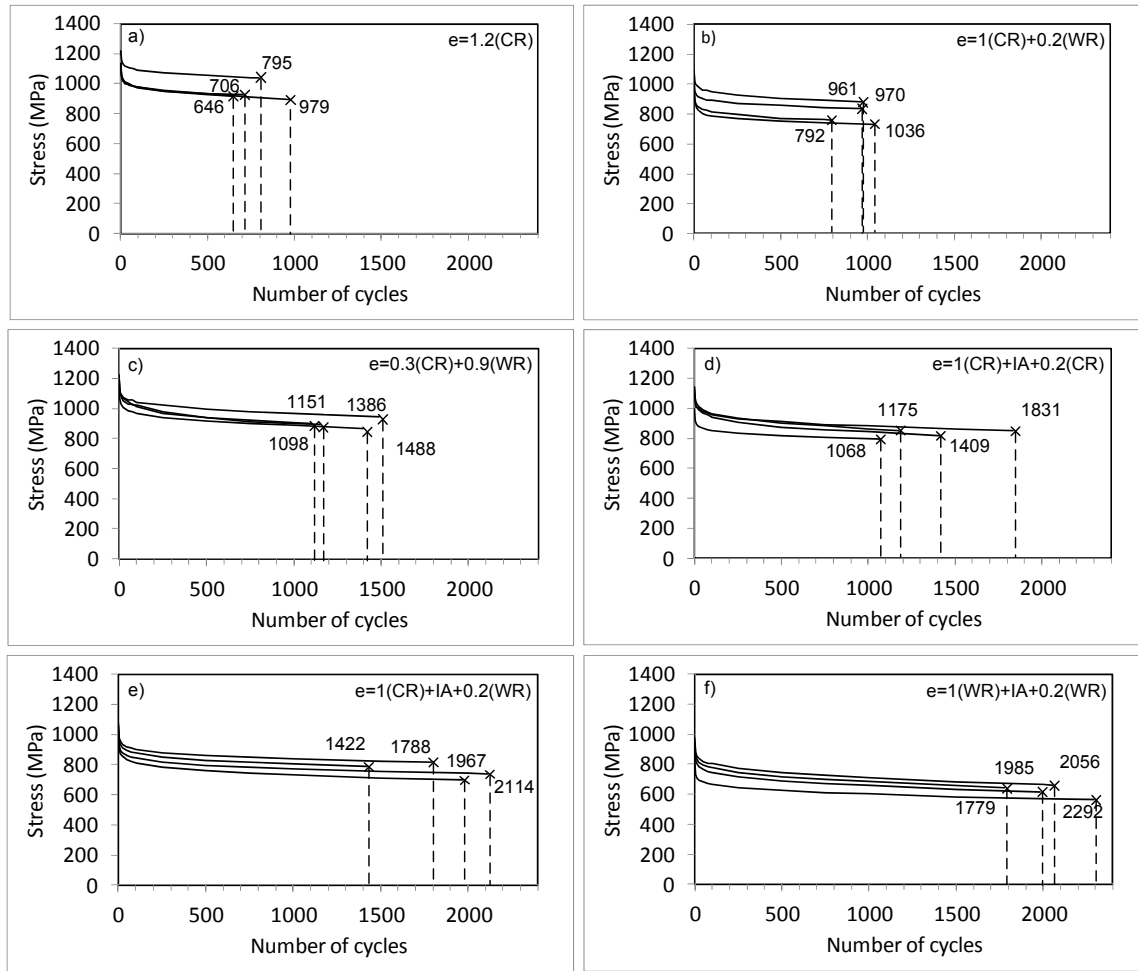 a)
e=1.2(CR)
Stress (MPa)
1400
1200
1000
800
600
400
200
0
795
706
646
979
0 500 1000 1500 2000
Number of cycles
b)
e=1(CR)+0.2(WR)
Stress (MPa)
1400
1200
1000
800
600
400
200
0
961 970
792 1036
0 500 1000 1500 2000
Number of cycles
c)
e=0.3(CR)+0.9(WR)
Stress (MPa)
1400
1200
1000
800
600
400
200
0
1151 1386
1098 1488
0 500 1000 1500 2000
Number of cycles
d)
e=1(CR)+IA+0.2(CR)
Stress (MPa)
1400
1200
1000
800
600
400
200
0
1175 1831
1068 1409
0 500 1000 1500 2000
Number of cycles
e)
e=1(CR)+IA+0.2(WR)
Stress (MPa)
1400
1200
1000
800
600
400
200
0
1422 1788
1967
2114
0 500 1000 1500 2000
Number of cycles
f)
e=1(WR)+IA+0.2(WR)
Stress (MPa)
1400
1200
1000
800
600
400
200
0
1985 2056
1779 2292
0 500 1000 1500 2000
Number of cycles